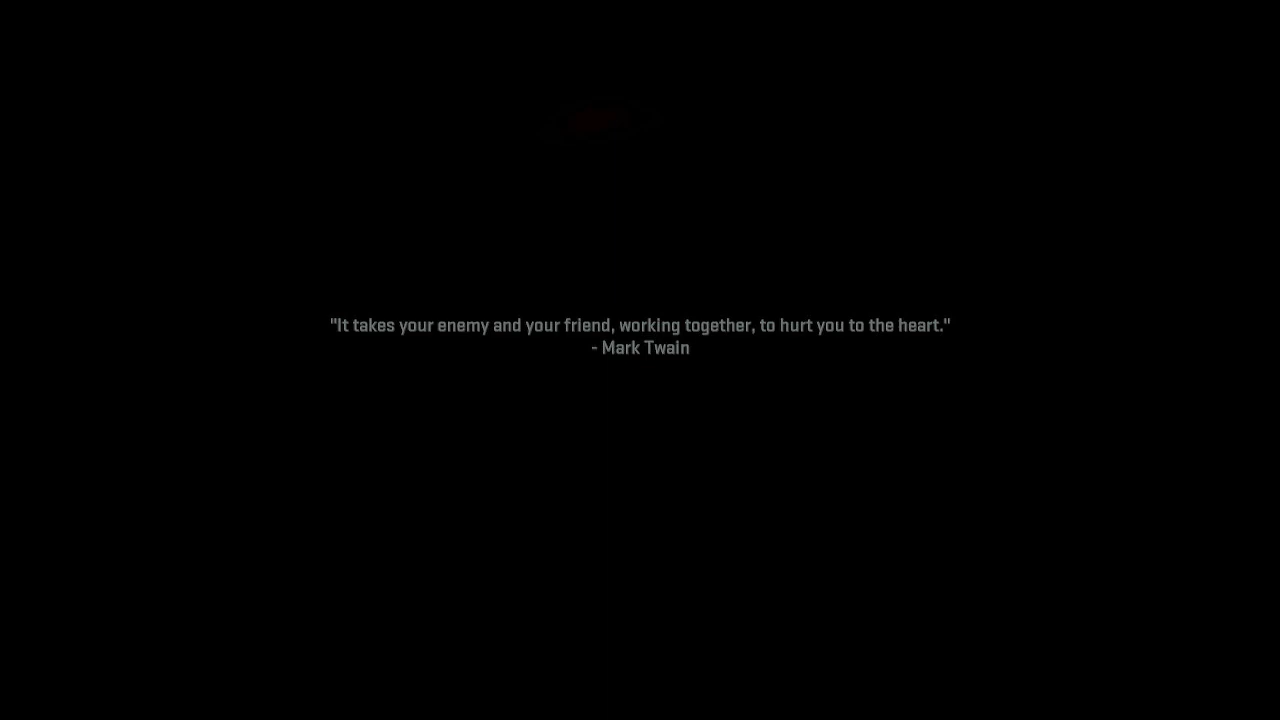 "It takes your enemy and your friend, working together, to hurt you to the heart."
- Mark Twain